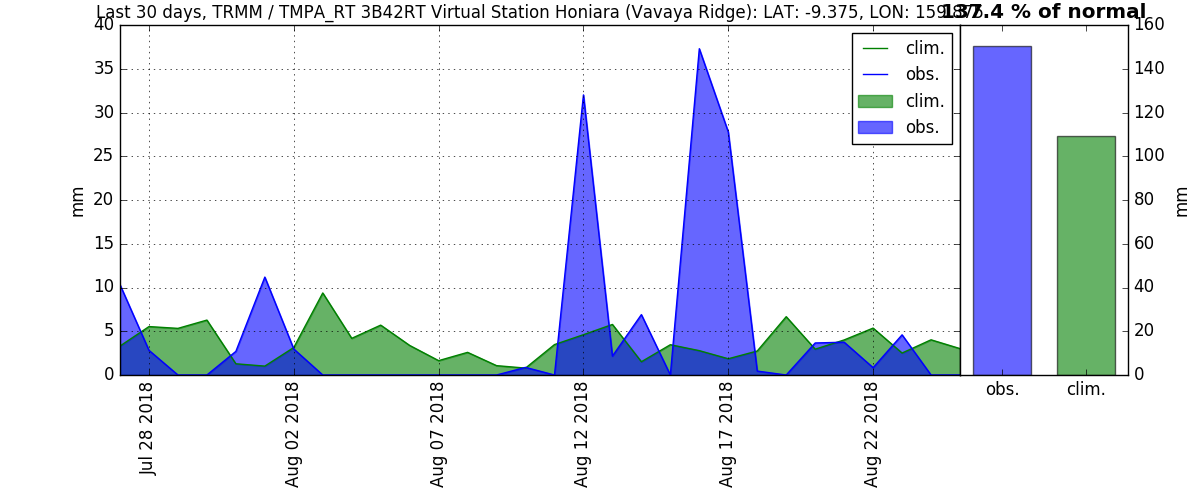 Last 30 days, TRMM / TMPA_RT 3B42RT Virtual Station Honiara (Vavaya Ridge): LAT: -9.375, LON:
137.4 % of normal
40
35
30
25
20
15
10
5
0
mm
clim.
obs.
clim.
obs.
Jul 28 2018
Aug 02 2018
Aug 07 2018
Aug 12 2018
Aug 17 2018
Aug 22 2018
160
140
120
100
80
60
40
20
0
mm
obs.
clim.